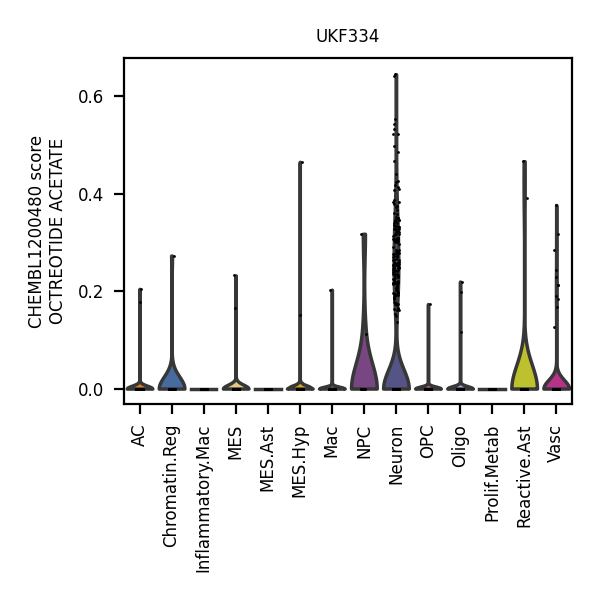 UKF334
CHEMBL1200480 score
OCTREOTIDE ACETATE
0.6
0.4
0.2
0.0
AC
Chromatin.Reg
Inflammatory.Mac
MES
MES.Ast
MES.Hyp
Mac
NPC
Neuron
OPC
Oligo
Prolif.Metab
Reactive.Ast
Vasc